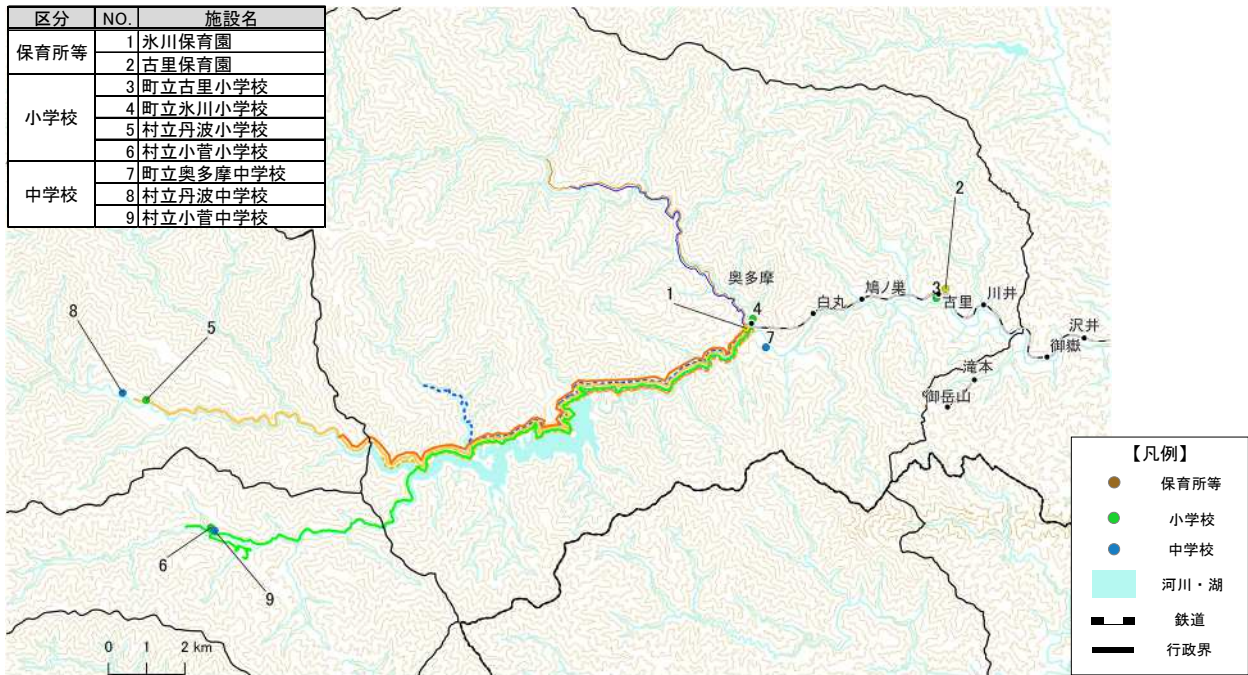 区分 NO. 施設名
保育所等 1 氷川保育園
2 古里保育園
小学校 3 町立古里小学校
4 町立氷川小学校
5 村立丹波小学校
6 村立小菅小学校
中学校 7 町立奥多摩中学校
8 村立丹波中学校
9 村立小菅中学校
2
奥多摩
1
4
白丸
鳩ノ巣
3
古里
川井
7
沢井
御嶽
滝本
御岳山
8
5
6
9
0 1 2 km
【凡例】
保育所等
小学校
中学校
河川・湖
鉄道
行政界